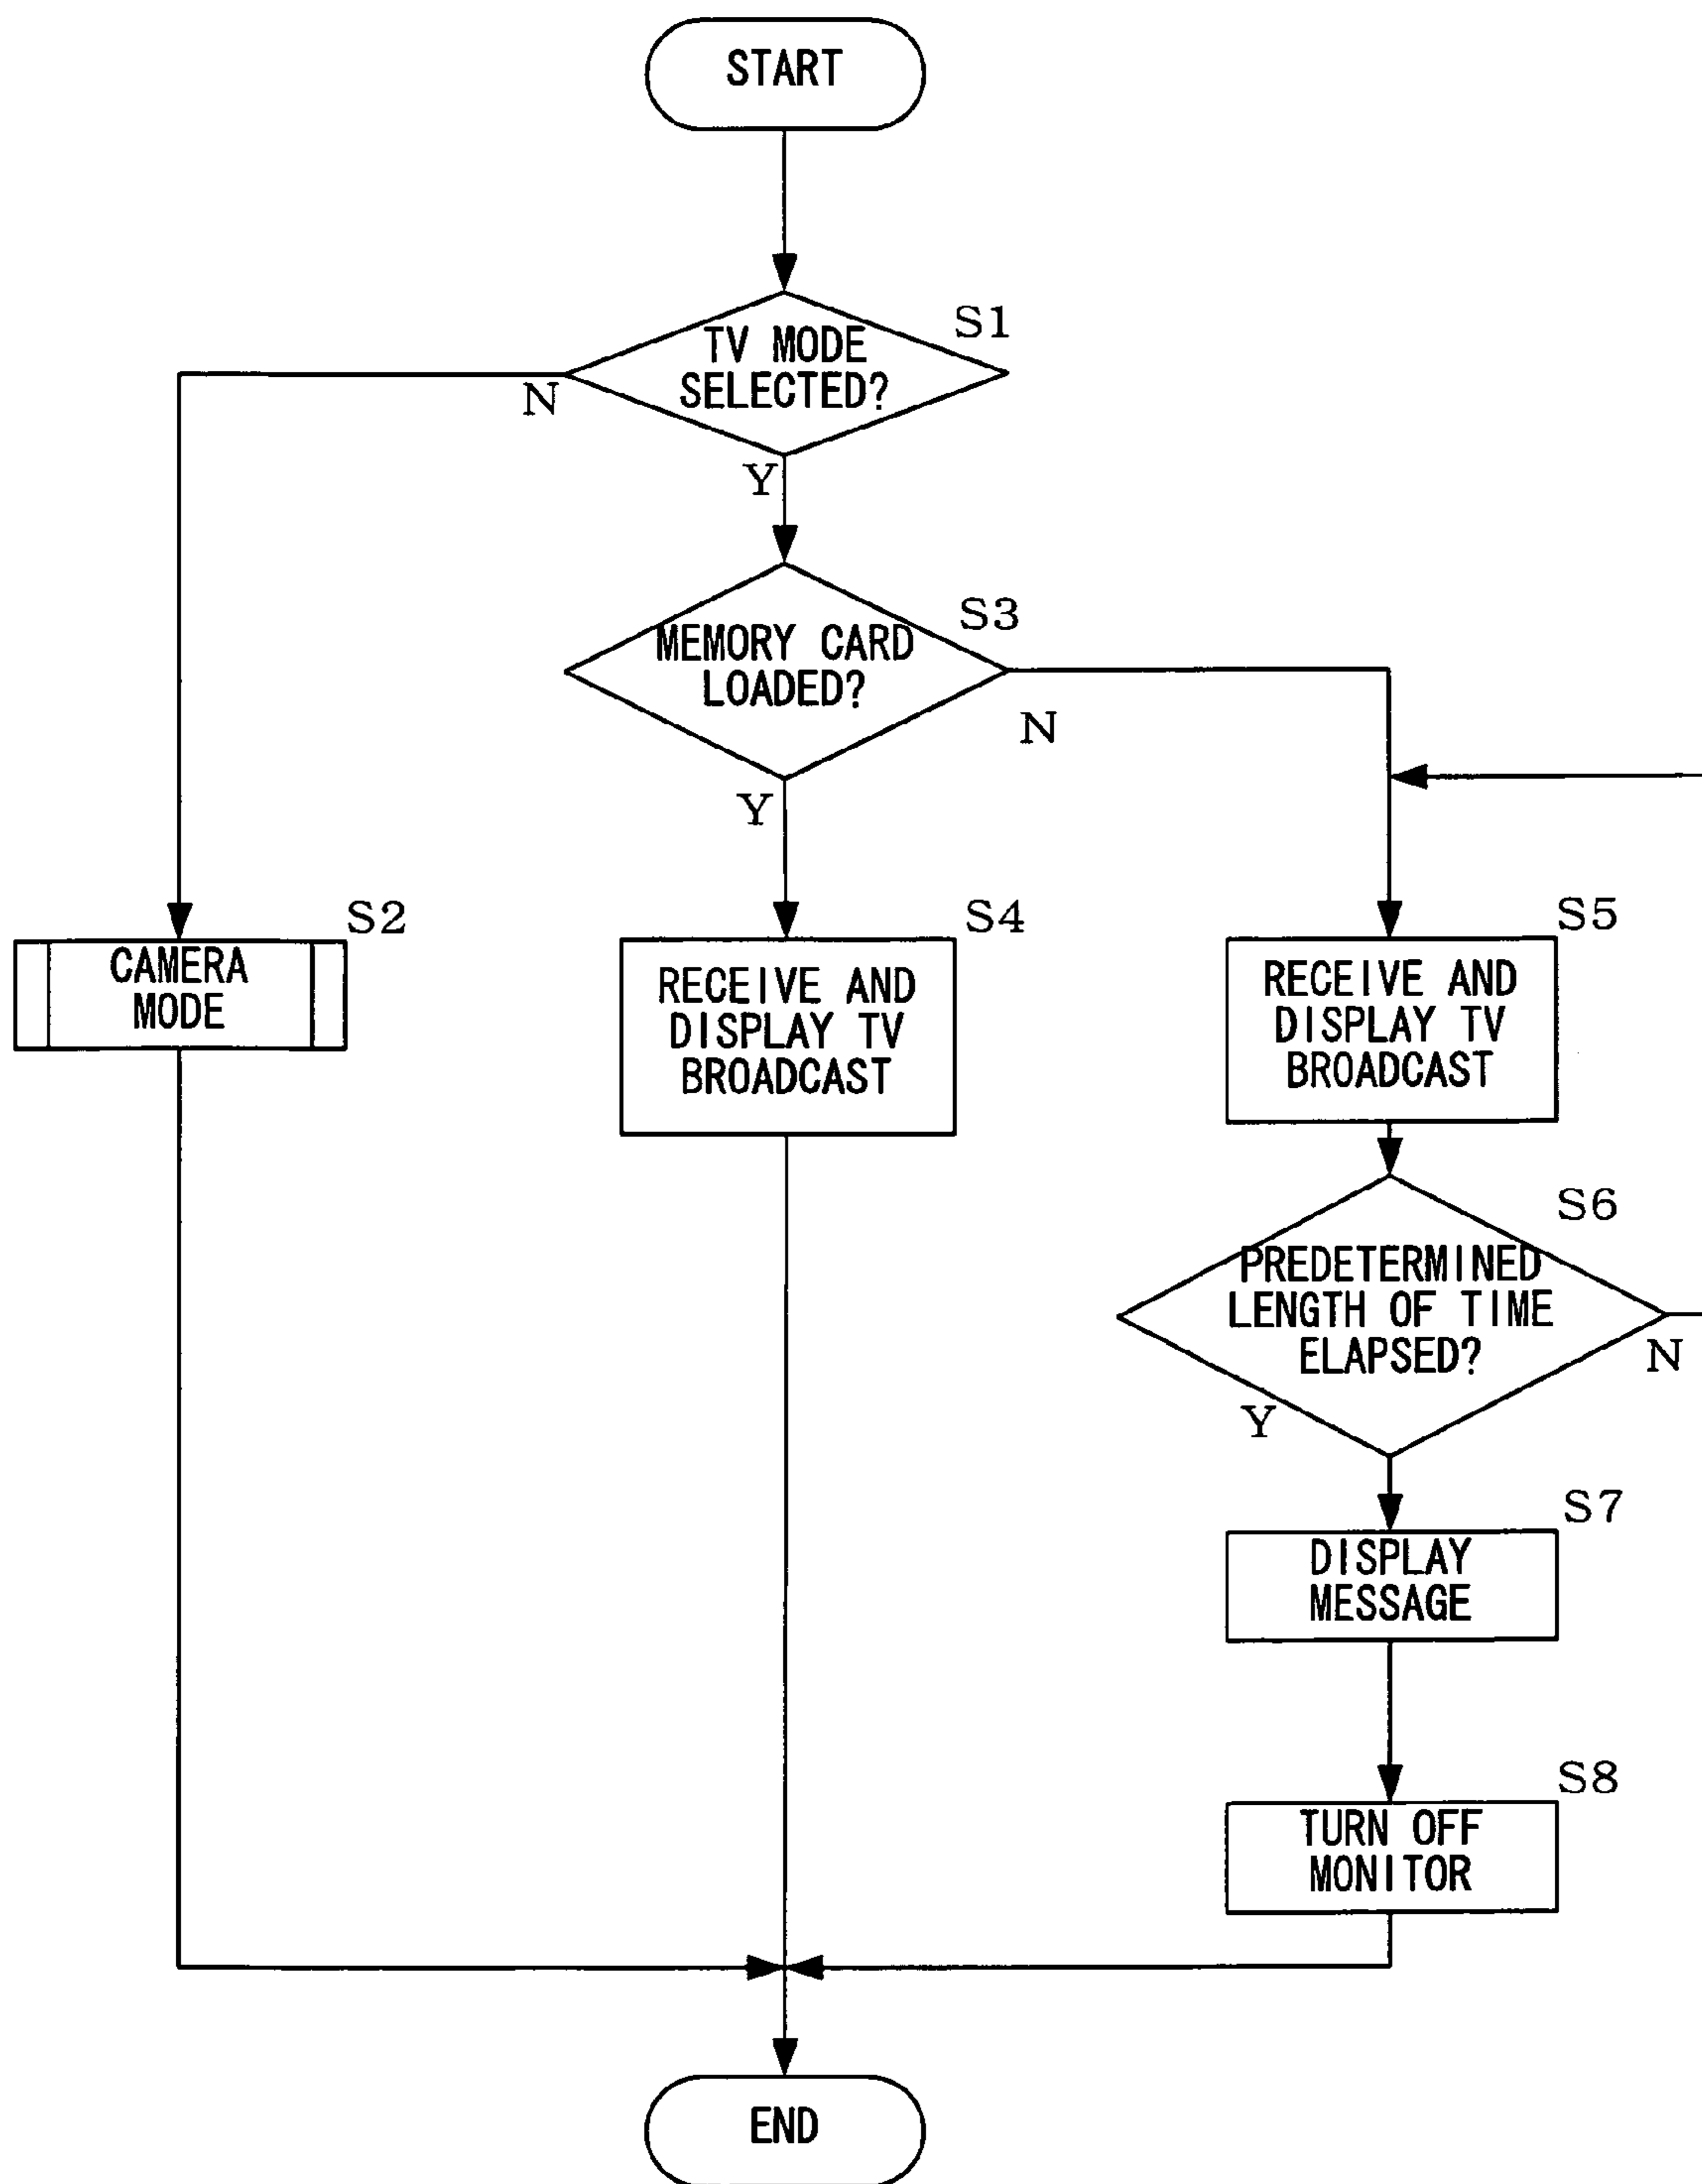 START
S1
TV MODE
SELECTED?
N
Y
S3
MEMORY CARD
LOADED?
N
Y
S2
CAMERA
MODE
S4
RECEIVE AND
DISPLAY TV
BROADCAST
S5
RECEIVE AND
DISPLAY TV
BROADCAST
S6
PREDETERMINED
LENGTH OF TIME
ELAPSED?
N
Y
S7
DISPLAY
MESSAGE
S8
TURN OFF
MONITOR
END